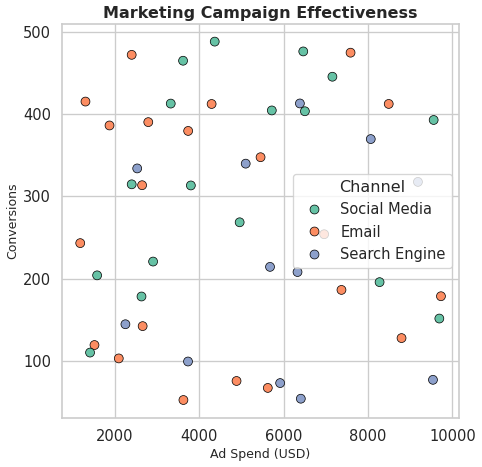 Marketing Campaign Effectiveness
500
400
300
200
100
Conversions
Channel
Social Media
Email
Search Engine
2000
4000
6000
8000
10000
Ad Spend (USD)